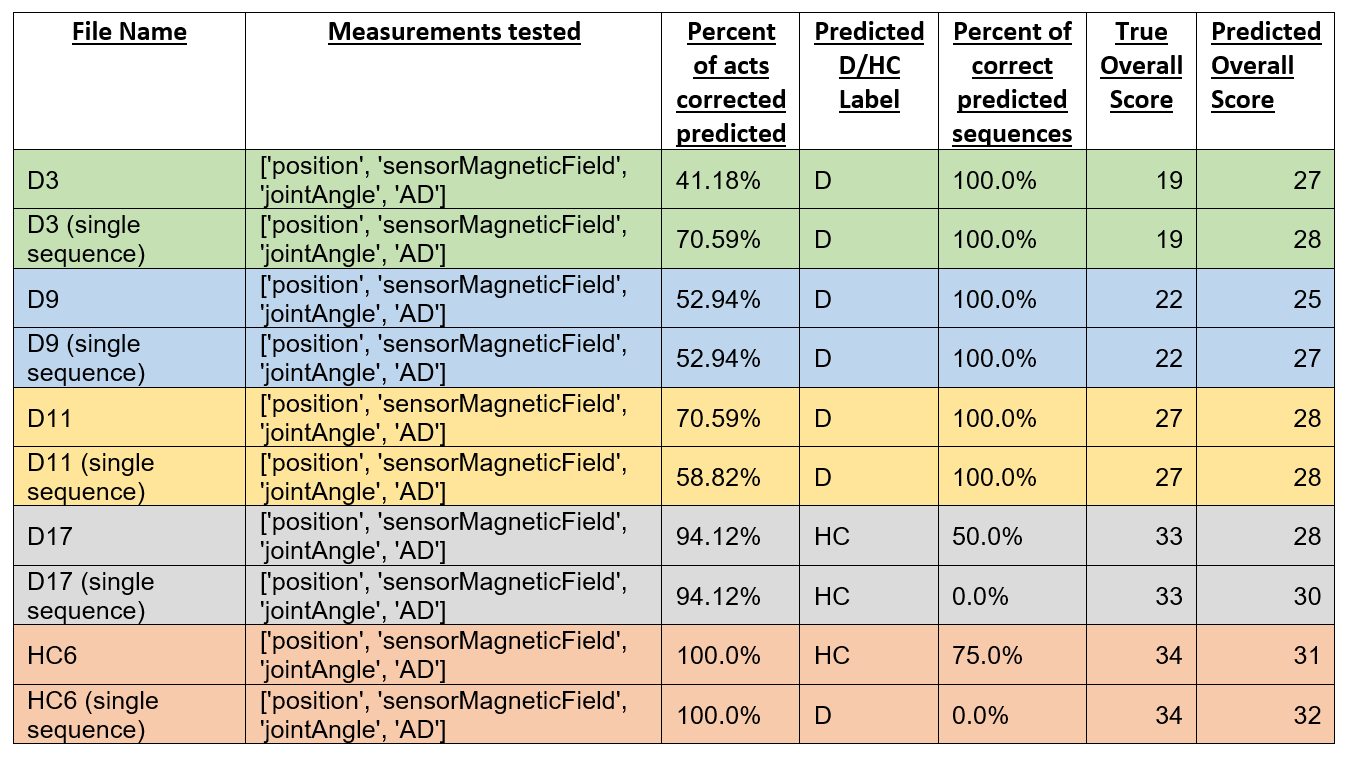 File Name Measurements tested Percent of acts corrected predicted Predicted D/HC Label Percent of correct predicted sequences True Overall Score Predicted Overall Score
D3 ['position', 'sensorMagneticField', 'jointAngle', 'AD'] 41.18% D 100.0% 19 27
D3 (single sequence) ['position', 'sensorMagneticField', 'jointAngle', 'AD'] 70.59% D 100.0% 19 28
D9 ['position', 'sensorMagneticField', 'jointAngle', 'AD'] 52.94% D 100.0% 22 25
D9 (single sequence) ['position', 'sensorMagneticField', 'jointAngle', 'AD'] 52.94% D 100.0% 22 27
D11 ['position', 'sensorMagneticField', 'jointAngle', 'AD'] 70.59% D 100.0% 27 28
D11 (single sequence) ['position', 'sensorMagneticField', 'jointAngle', 'AD'] 58.82% D 100.0% 27 28
D17 ['position', 'sensorMagneticField', 'jointAngle', 'AD'] 94.12% HC 50.0% 33 28
D17 (single sequence) ['position', 'sensorMagneticField', 'jointAngle', 'AD'] 94.12% HC 0.0% 33 30
HC6 ['position', 'sensorMagneticField', 'jointAngle', 'AD'] 100.0% HC 75.0% 34 31
HC6 (single sequence) ['position', 'sensorMagneticField', 'jointAngle', 'AD'] 100.0% D 0.0% 34 32